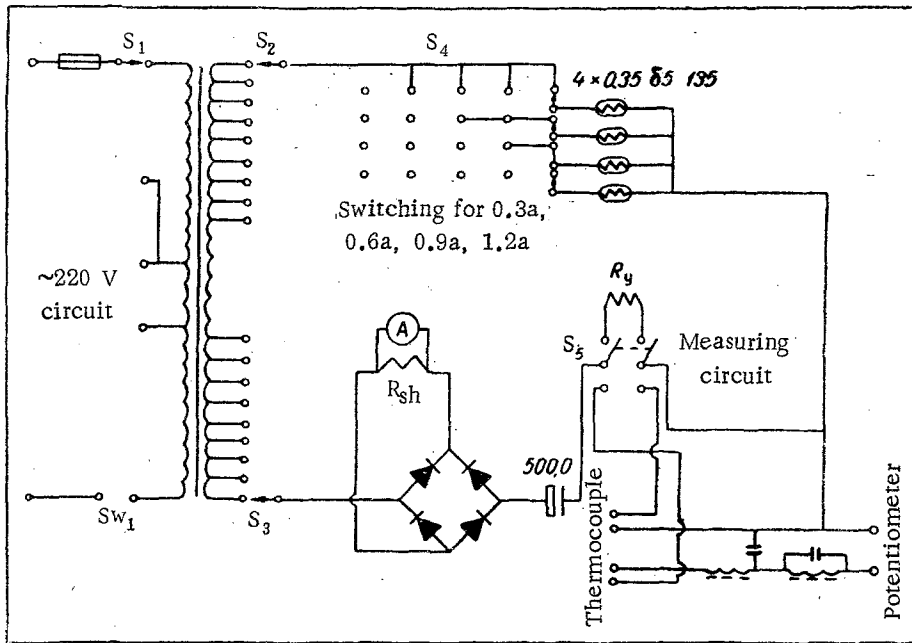 S₁
S₂
S₄
4 × 0.35 Б5 135
Switching for 0.3a,
0.6a, 0.9a, 1.2a
~220 V
circuit
Ry
S₅
Measuring
circuit
A
Rsh
500,0
Sw₁
S₃
Thermocouple
Potentiometer